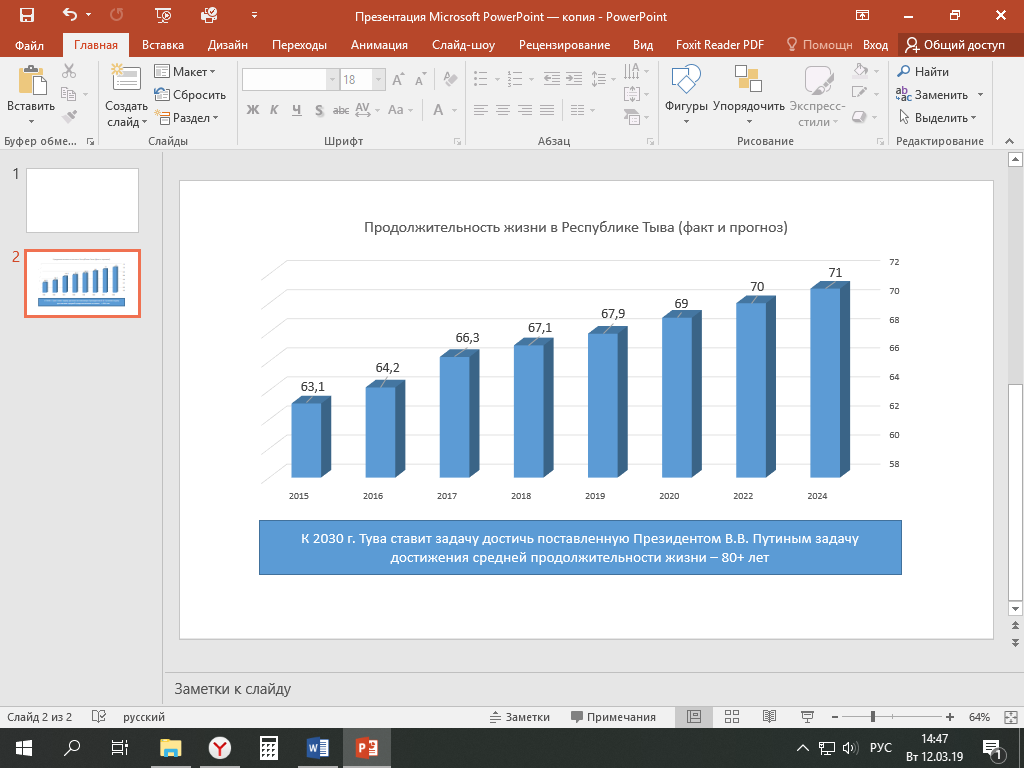 Презентация Microsoft PowerPoint — копия - PowerPoint
Файл Главная Вставка Дизайн Переходы Анимация Слайд-шоу Рецензирование Вид Foxit Reader PDF Помощн Вход Общий доступ
Вставить
Создать слайд
Макет
Сбросить
Раздел
18
Ж К Ч S abc AV Aa А
Фигуры Упорядочить Экспресс-стили
Найти
Заменить
Выделить
Буфер обме... Слайды Шрифт Абзац Рисование Редактирование
1
2
Продолжительность жизни в Республике Тыва (факт и прогноз)
72
70
68
66
64
62
60
58
63,1 64,2 66,3 67,1 67,9 69 70 71
2015 2016 2017 2018 2019 2020 2022 2024
К 2030 г. Тува ставит задачу достичь поставленную Президентом В.В. Путиным задачу
достижения средней продолжительности жизни – 80+ лет
Заметки к слайду
Слайд 2 из 2 русский Заметки Примечания 64%
РУС
14:47
Вт 12.03.19
1